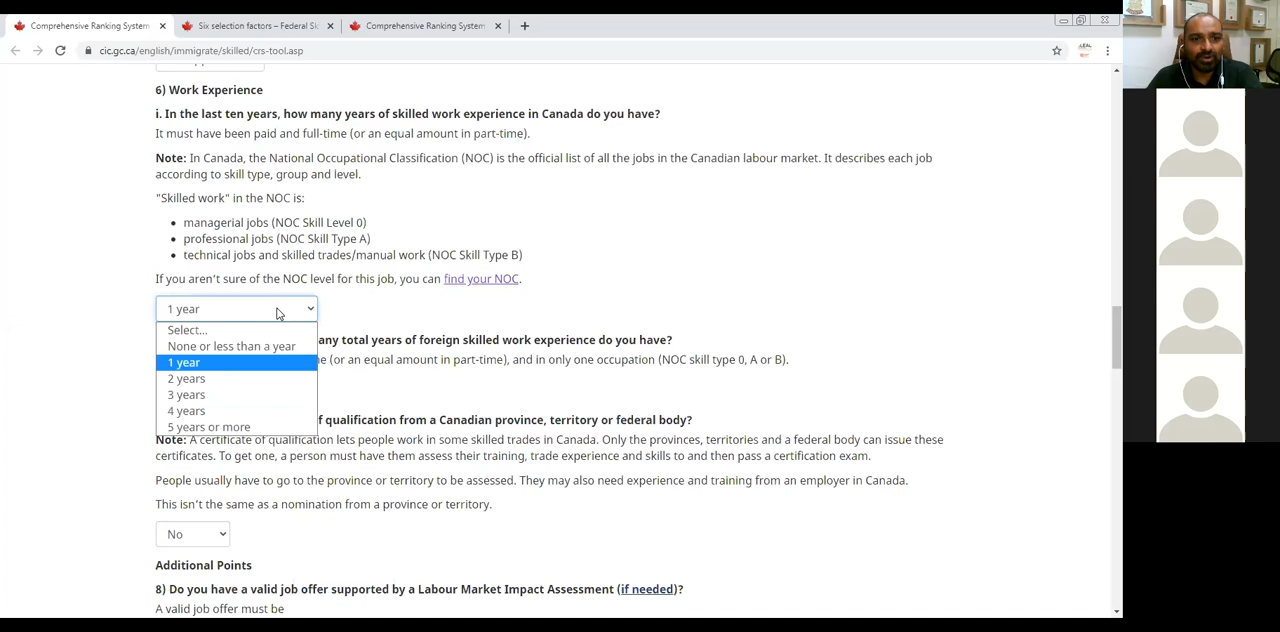 Comprehensive Ranking System
Six selection factors – Federal Sk
Comprehensive Ranking System
cic.gc.ca/english/immigrate/skilled/crs-tool.asp
6) Work Experience
i. In the last ten years, how many years of skilled work experience in Canada do you have?
It must have been paid and full-time (or an equal amount in part-time).
Note: In Canada, the National Occupational Classification (NOC) is the official list of all the jobs in the Canadian labour market. It describes each job
according to skill type, group and level.
"Skilled work" in the NOC is:
managerial jobs (NOC Skill Level 0)
professional jobs (NOC Skill Type A)
technical jobs and skilled trades/manual work (NOC Skill Type B)
If you aren't sure of the NOC level for this job, you can find your NOC.
1 year
Select...
None or less than a year
1 year
2 years
3 years
4 years
5 years or more
any total years of foreign skilled work experience do you have?
(or an equal amount in part-time), and in only one occupation (NOC skill type 0, A or B).
of qualification from a Canadian province, territory or federal body?
Note: A certificate of qualification lets people work in some skilled trades in Canada. Only the provinces, territories and a federal body can issue these
certificates. To get one, a person must have them assess their training, trade experience and skills to and then pass a certification exam.
People usually have to go to the province or territory to be assessed. They may also need experience and training from an employer in Canada.
This isn't the same as a nomination from a province or territory.
No
Additional Points
8) Do you have a valid job offer supported by a Labour Market Impact Assessment (if needed)?
A valid job offer must be